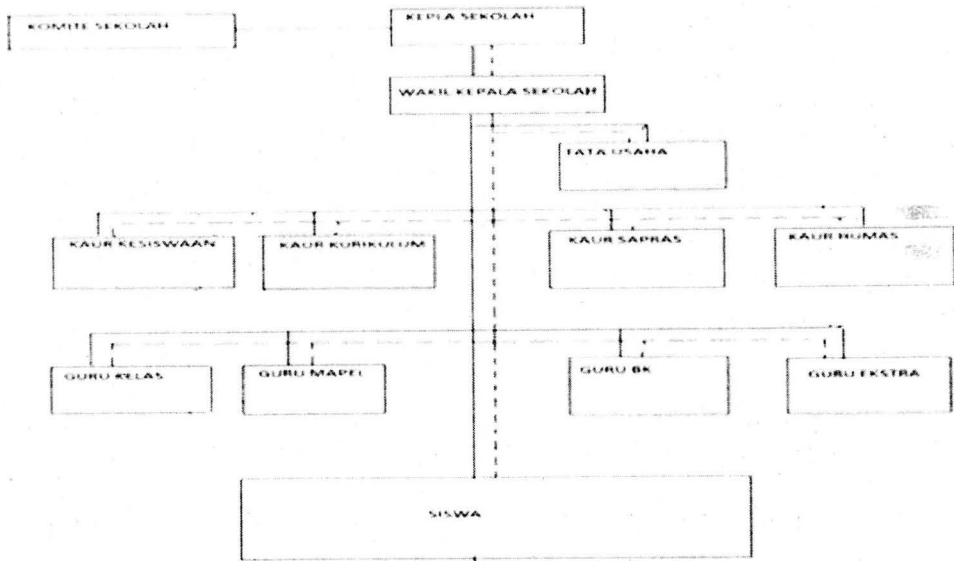 KOMITE SEKOLAH
KEPLA SEKOLAH
WAKIL KEPALA SEKOLAH
TATA USAHA
KAUR KESISWAAN
KAUR KURIKULUM
KAUR SAPRAS
KAUR HUMAS
GURU KELAS
GURU MAPEL
GURU BK
GURU EKSTRA
SISWA